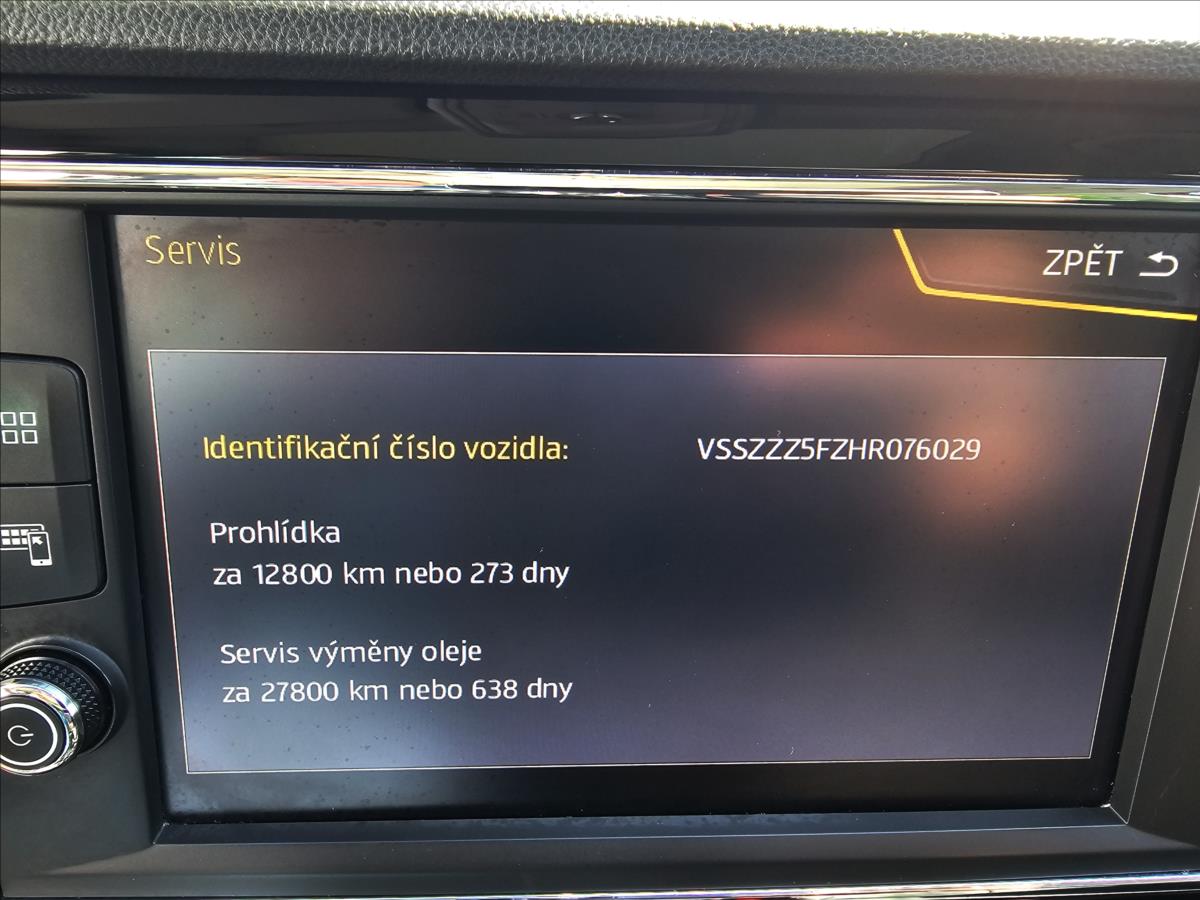 Servis
ZPĚT
Identifikační číslo vozidla: VSSZZZ5FZHR076029
Prohlídka
za 12800 km nebo 273 dny
Servis výměny oleje
za 27800 km nebo 638 dny